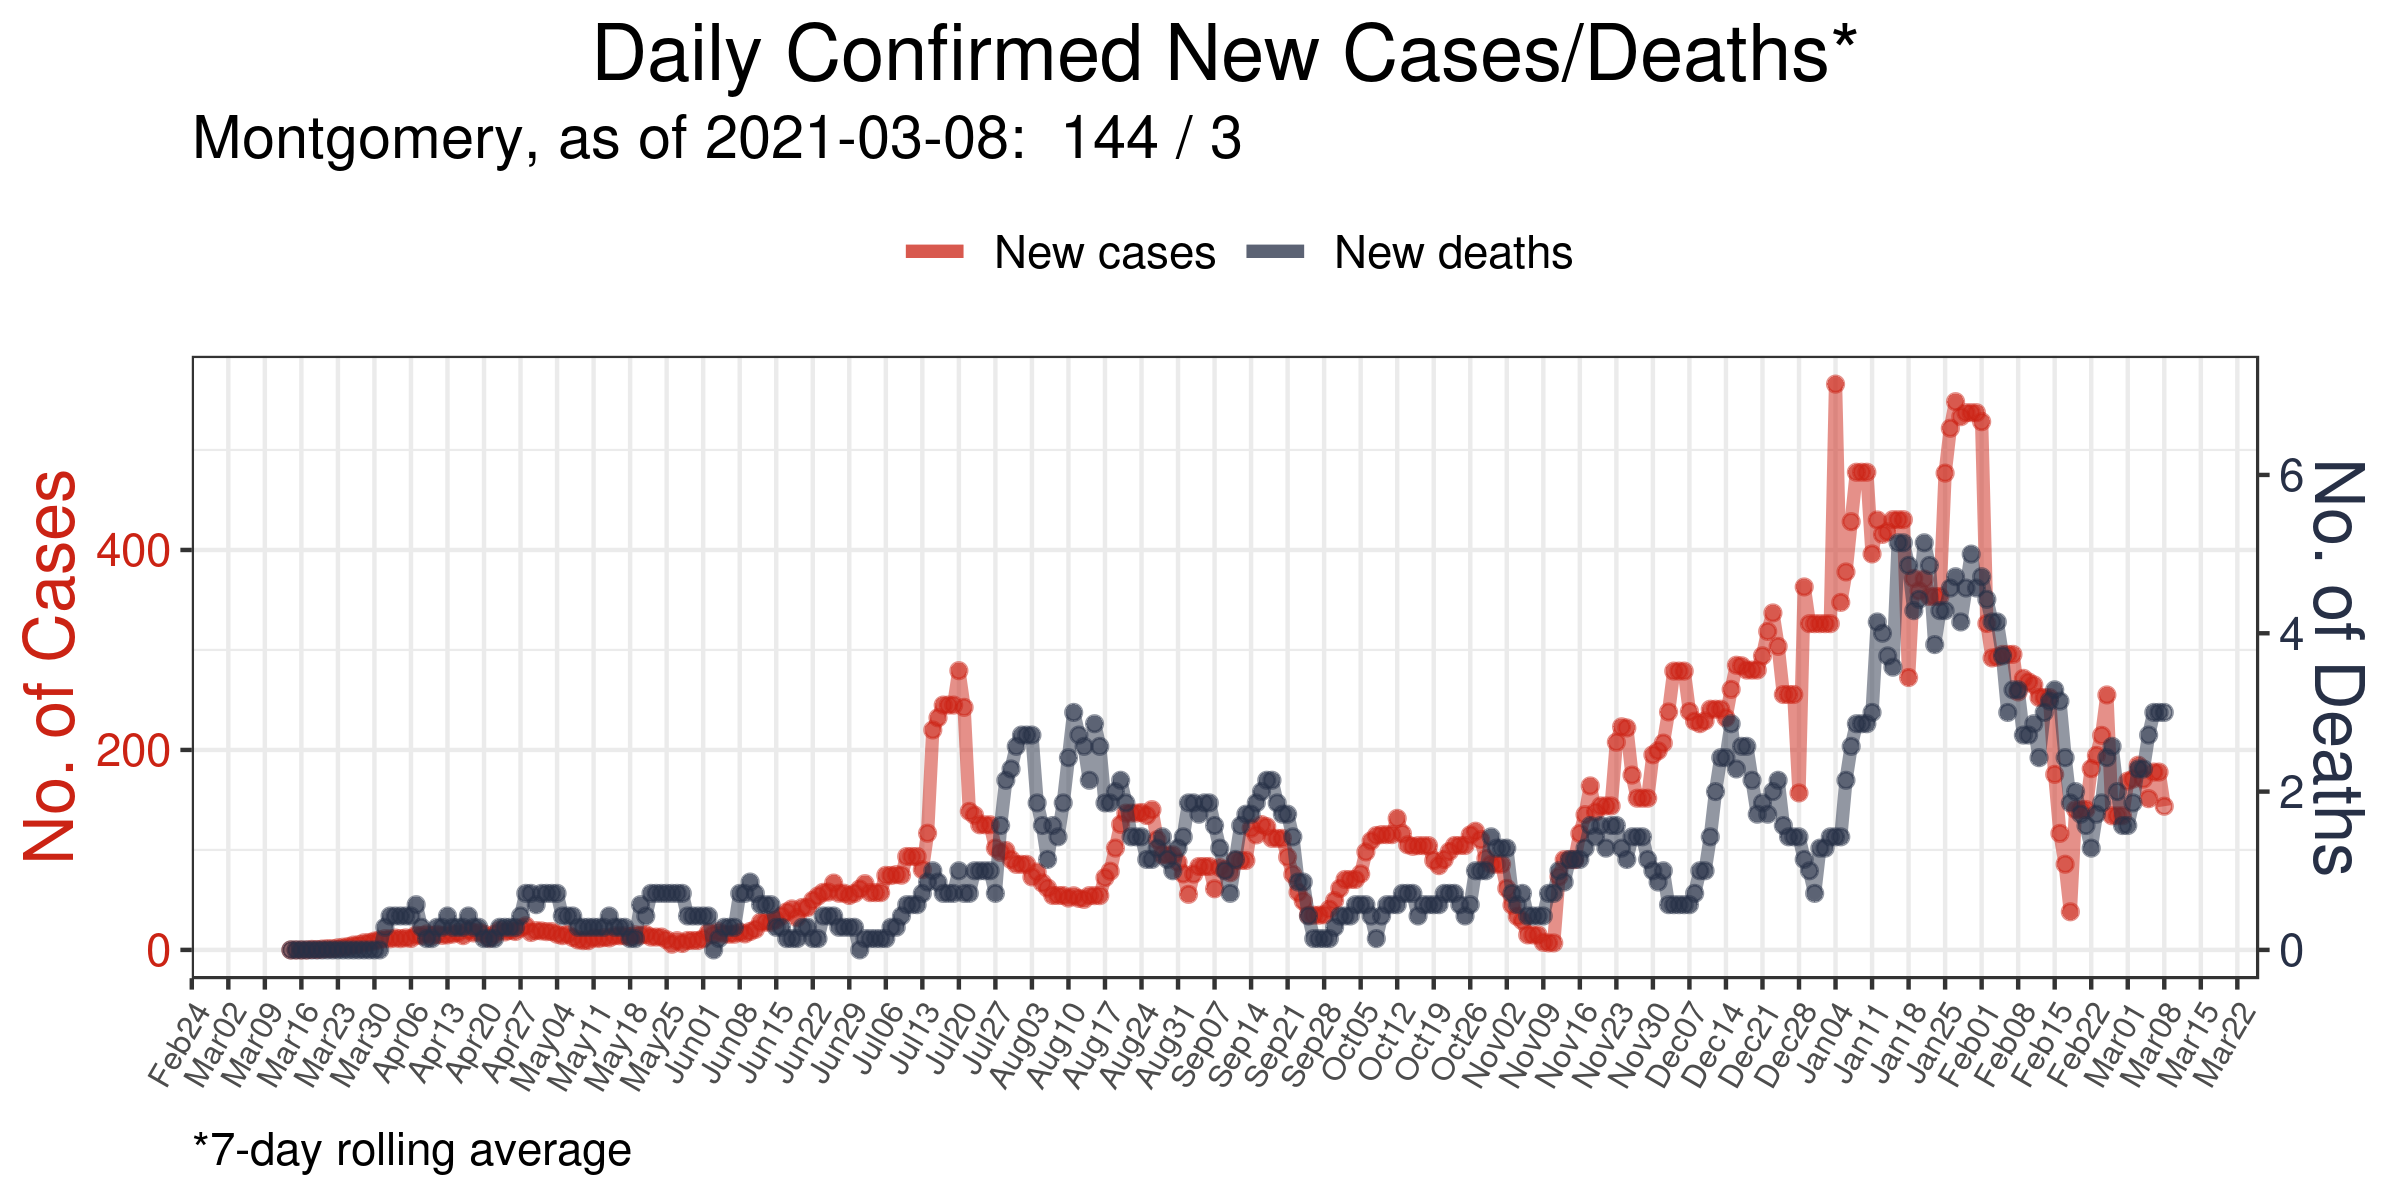 Daily Confirmed New Cases/Deaths*
Montgomery, as of 2021-03-08:  144 / 3
New cases
New deaths
No. of Cases
400
200
0
6
4
2
0
No. of Deaths
Feb24
Mar02
Mar09
Mar16
Mar23
Mar30
Apr06
Apr13
Apr20
Apr27
May04
May11
May18
May25
Jun01
Jun08
Jun15
Jun22
Jun29
Jul06
Jul13
Jul20
Jul27
Aug03
Aug10
Aug17
Aug24
Aug31
Sep07
Sep14
Sep21
Sep28
Oct05
Oct12
Oct19
Oct26
Nov02
Nov09
Nov16
Nov23
Nov30
Dec07
Dec14
Dec21
Dec28
Jan04
Jan11
Jan18
Jan25
Feb01
Feb08
Feb15
Feb22
Mar01
Mar08
Mar15
Mar22
*7-day rolling average